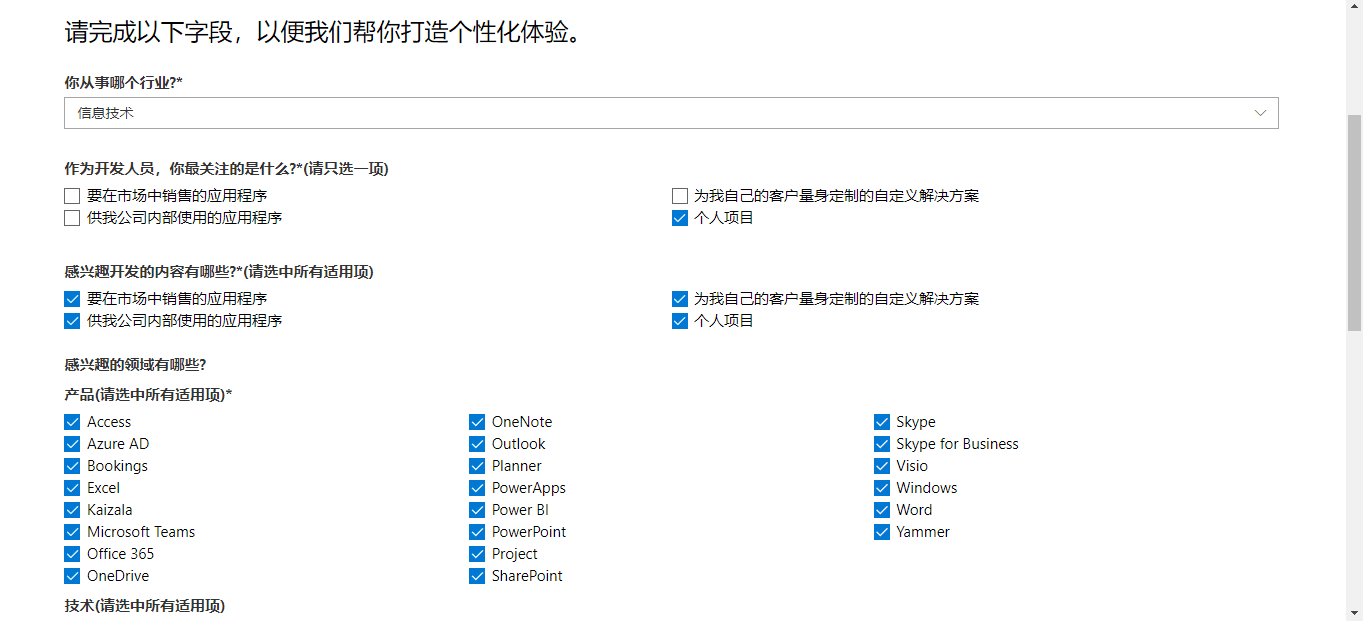 请完成以下字段，以便我们帮你打造个性化体验。
你从事哪个行业?*
信息技术
作为开发人员，你最关注的是什么?*(请只选一项)
要在市场中销售的应用程序 为我自己的客户量身定制的自定义解决方案
供我公司内部使用的应用程序 个人项目
感兴趣开发的内容有哪些?*(请选中所有适用项)
要在市场中销售的应用程序 为我自己的客户量身定制的自定义解决方案
供我公司内部使用的应用程序 个人项目
感兴趣的领域有哪些?
产品(请选中所有适用项)*
Access OneNote Skype
Azure AD Outlook Skype for Business
Bookings Planner Visio
Excel PowerApps Windows
Kaizala Power BI Word
Microsoft Teams PowerPoint Yammer
Office 365 Project
OneDrive SharePoint
技术(请选中所有适用项)